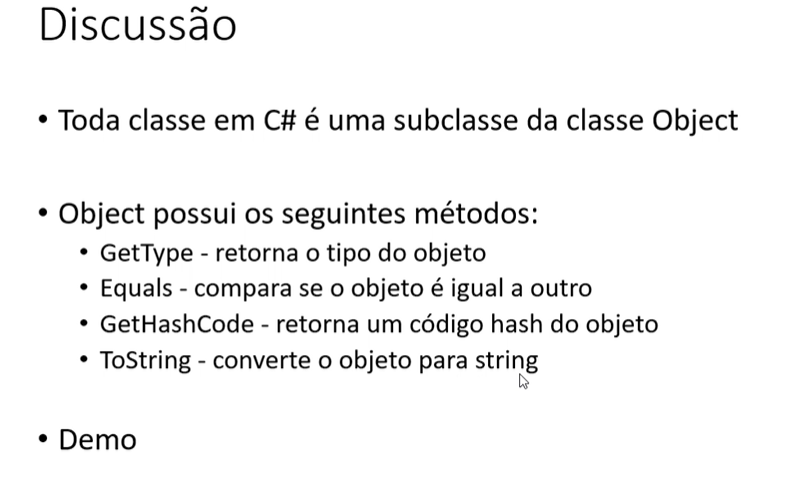 Discussão
• Toda classe em C# é uma subclasse da classe Object
• Object possui os seguintes métodos:
• GetType - retorna o tipo do objeto
• Equals - compara se o objeto é igual a outro
• GetHashCode - retorna um código hash do objeto
• ToString - converte o objeto para string
• Demo